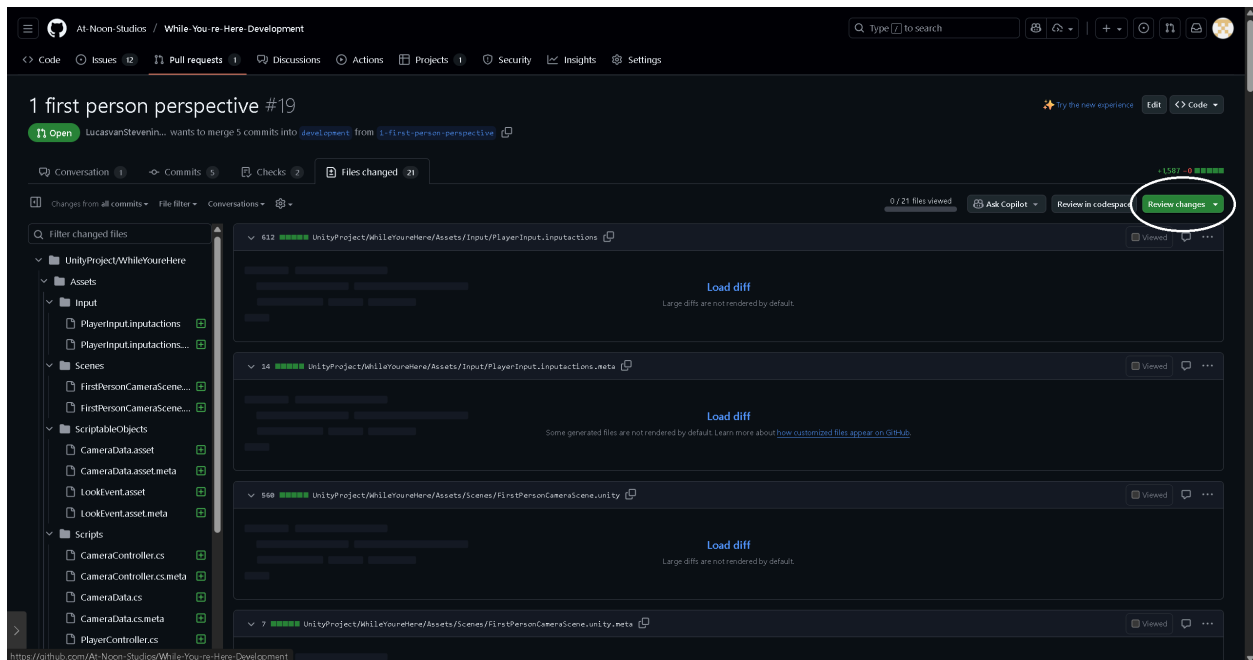 At-Noon-Studios / While-You-re-Here-Development
Type / to search
Code Issues 12 Pull requests 1 Discussions Actions Projects 1 Security Insights Settings
1 first person perspective #19
Try the new experience Edit <> Code
Open LucasvanStevenin... wants to merge 5 commits into development from 1-first-person-perspective
Conversation 1 Commits 5 Checks 2 Files changed 21
+1,587 -0
Changes from all commits File filter Conversations
0 / 21 files viewed Ask Copilot Review in codespace Review changes
Filter changed files
UnityProject/WhileYoureHere
Assets
Input
PlayerInput.inputactions
PlayerInput.inputactions....
Scenes
FirstPersonCameraScene....
FirstPersonCameraScene....
ScriptableObjects
CameraData.asset
CameraData.asset.meta
LookEvent.asset
LookEvent.asset.meta
Scripts
CameraController.cs
CameraController.cs.meta
CameraData.cs
CameraData.cs.meta
PlayerController.cs
612 UnityProject/WhileYoureHere/Assets/Input/PlayerInput.inputactions Viewed
Load diff
Large diffs are not rendered by default.
14 UnityProject/WhileYoureHere/Assets/Input/PlayerInput.inputactions.meta Viewed
Load diff
Some generated files are not rendered by default. Learn more about how customized files appear on GitHub.
560 UnityProject/WhileYoureHere/Assets/Scenes/FirstPersonCameraScene.unity Viewed
Load diff
Large diffs are not rendered by default.
7 UnityProject/WhileYoureHere/Assets/Scenes/FirstPersonCameraScene.unity.meta Viewed
https://github.com/At-Noon-Studios/While-You-re-Here-Development